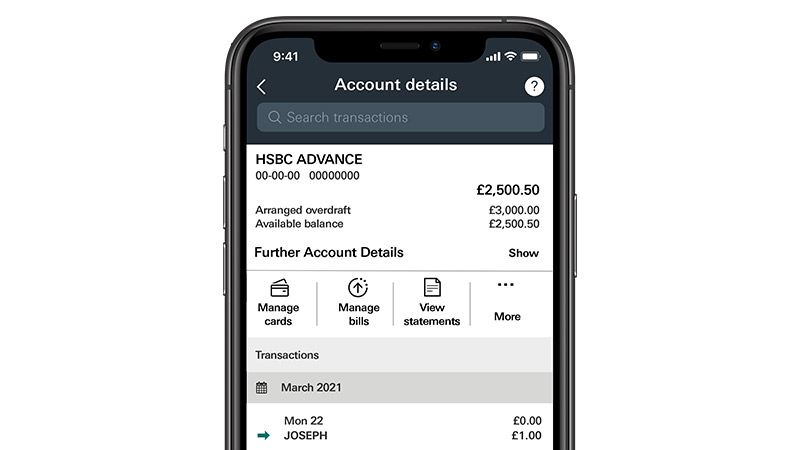 9:41
Account details
?
Search transactions
HSBC ADVANCE
00-00-00 00000000
£2,500.50
Arranged overdraft £3,000.00
Available balance £2,500.50
Further Account Details Show
Manage cards
Manage bills
View statements
More
Transactions
March 2021
Mon 22 £0.00
JOSEPH £1.00